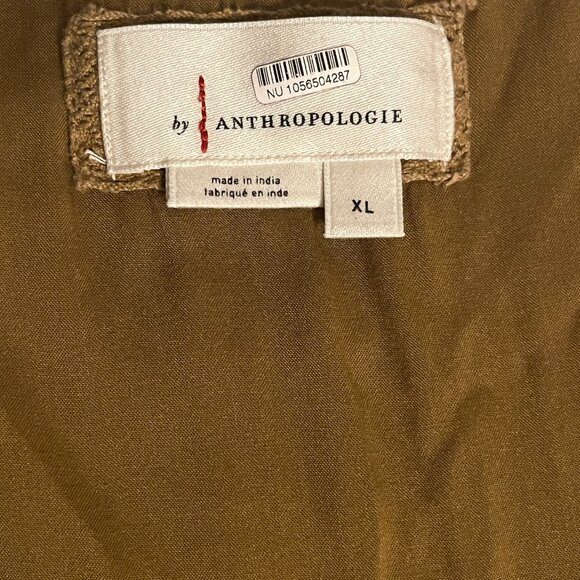 NU 1056504287
by ANTHROPOLOGIE
made in india
fabriqué en inde
XL